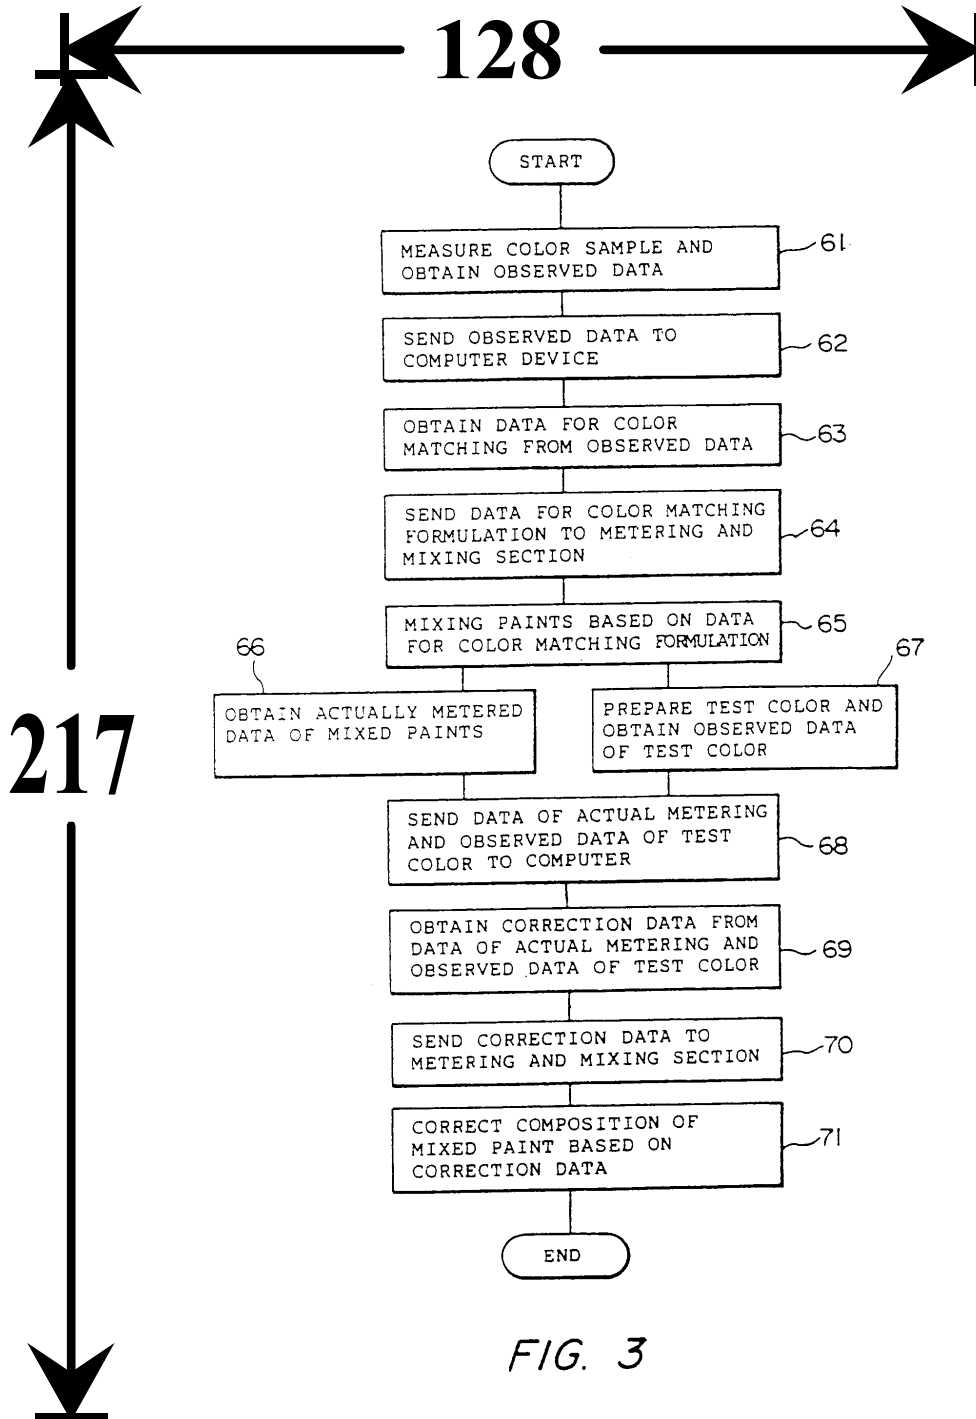 128
217
START
MEASURE COLOR SAMPLE AND
OBTAIN OBSERVED DATA
61
SEND OBSERVED DATA TO
COMPUTER DEVICE
62
OBTAIN DATA FOR COLOR
MATCHING FROM OBSERVED DATA
63
SEND DATA FOR COLOR MATCHING
FORMULATION TO METERING AND
MIXING SECTION
64
MIXING PAINTS BASED ON DATA
FOR COLOR MATCHING FORMULATION
65
66
OBTAIN ACTUALLY METERED
DATA OF MIXED PAINTS
67
PREPARE TEST COLOR AND
OBTAIN OBSERVED DATA
OF TEST COLOR
SEND DATA OF ACTUAL METERING
AND OBSERVED DATA OF TEST
COLOR TO COMPUTER
68
OBTAIN CORRECTION DATA FROM
DATA OF ACTUAL METERING AND
OBSERVED DATA OF TEST COLOR
69
SEND CORRECTION DATA TO
METERING AND MIXING SECTION
70
CORRECT COMPOSITION OF
MIXED PAINT BASED ON
CORRECTION DATA
71
END
FIG. 3